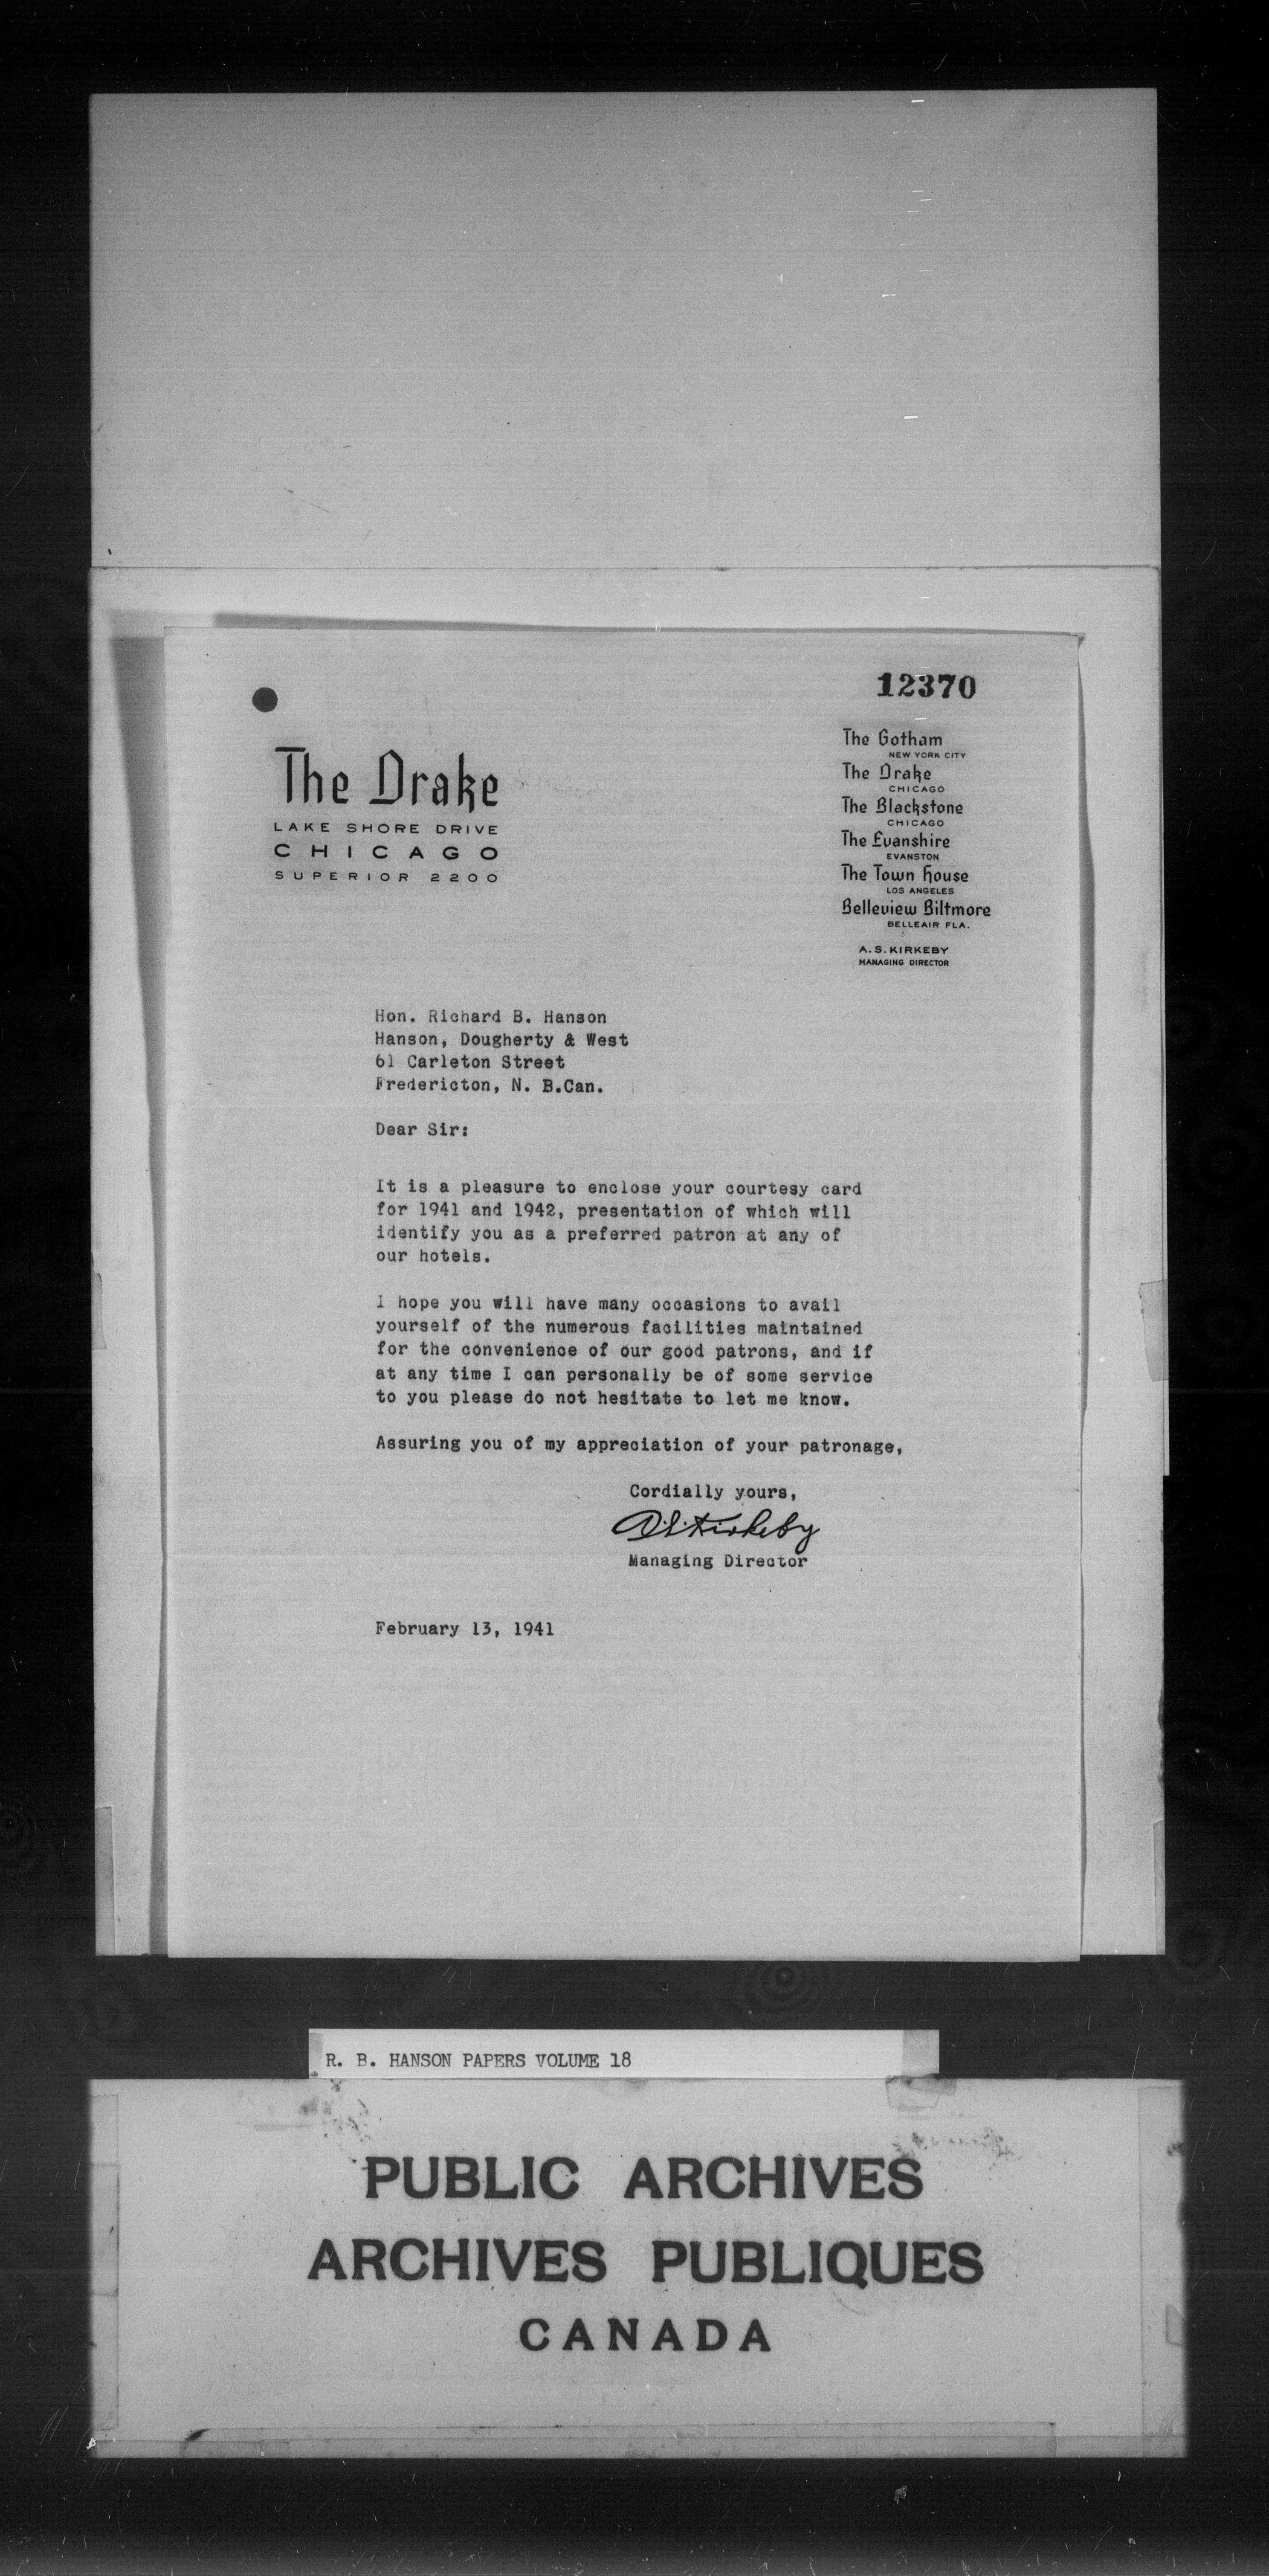 12370
The Drake
LAKE SHORE DRIVE
CHICAGO
SUPERIOR 2200
The Gotham
NEW YORK CITY
The Drake
CHICAGO
The Blackstone
CHICAGO
The Evanshire
EVANSTON
The Town House
LOS ANGELES
Belleview Biltmore
BELLEAIR FLA.
A. S. KIRKEBY
MANAGING DIRECTOR
Hon. Richard B. Hanson
Hanson, Dougherty & West
61 Carleton Street
Fredericton, N. B.Can.
Dear Sir:
It is a pleasure to enclose your courtesy card
for 1941 and 1942, presentation of which will
identify you as a preferred patron at any of
our hotels.
I hope you will have many occasions to avail
yourself of the numerous facilities maintained
for the convenience of our good patrons, and if
at any time I can personally be of some service
to you please do not hesitate to let me know.
Assuring you of my appreciation of your patronage,
Cordially yours,
A.S. Kirkeby
Managing Director
February 13, 1941
R. B. HANSON PAPERS VOLUME 18
PUBLIC ARCHIVES
ARCHIVES PUBLIQUES
CANADA